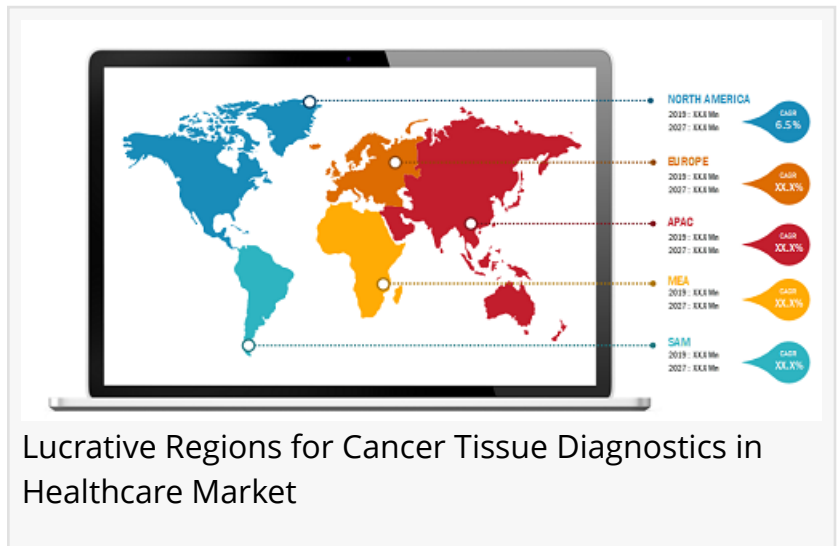 NORTH AMERICA
2019 : XX.X Mn
2027 : XX.X Mn
CAGR
6.5%
EUROPE
2019 : XX.X Mn
2027 : XX.X Mn
CAGR
XX.X%
APAC
2019 : XX.X Mn
2027 : XX.X Mn
CAGR
XX.X%
MEA
2019 : XX.X Mn
2027 : XX.X Mn
CAGR
XX.X%
SAM
2019 : XX.X Mn
2027 : XX.X Mn
CAGR
XX.X%
Lucrative Regions for Cancer Tissue Diagnostics in
Healthcare Market